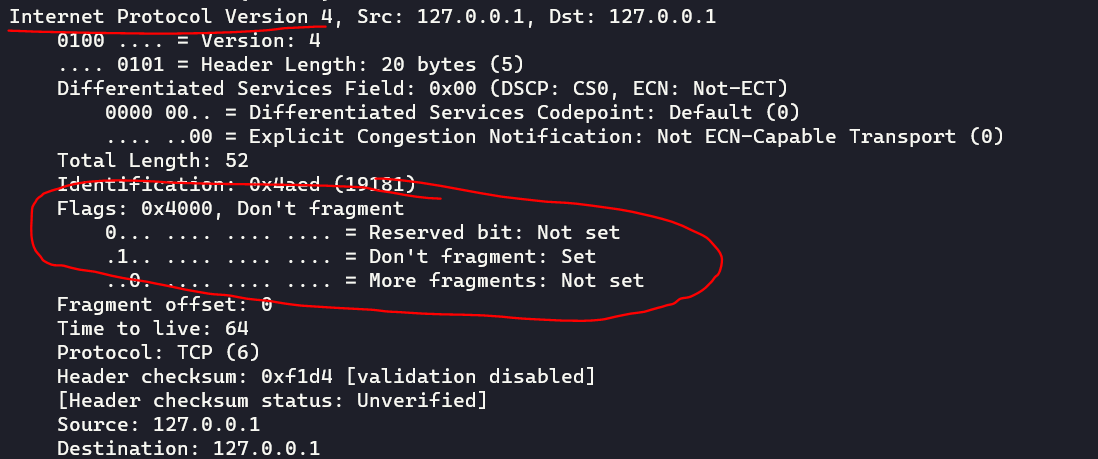 Internet Protocol Version 4, Src: 127.0.0.1, Dst: 127.0.0.1
0100 .... = Version: 4
.... 0101 = Header Length: 20 bytes (5)
Differentiated Services Field: 0x00 (DSCP: CS0, ECN: Not-ECT)
0000 00.. = Differentiated Services Codepoint: Default (0)
.... ..00 = Explicit Congestion Notification: Not ECN-Capable Transport (0)
Total Length: 52
Identification: 0x4aed (19181)
Flags: 0x4000, Don't fragment
0... .... .... .... = Reserved bit: Not set
.1.. .... .... .... = Don't fragment: Set
..0. .... .... .... = More fragments: Not set
Fragment offset: 0
Time to live: 64
Protocol: TCP (6)
Header checksum: 0xf1d4 [validation disabled]
[Header checksum status: Unverified]
Source: 127.0.0.1
Destination: 127.0.0.1